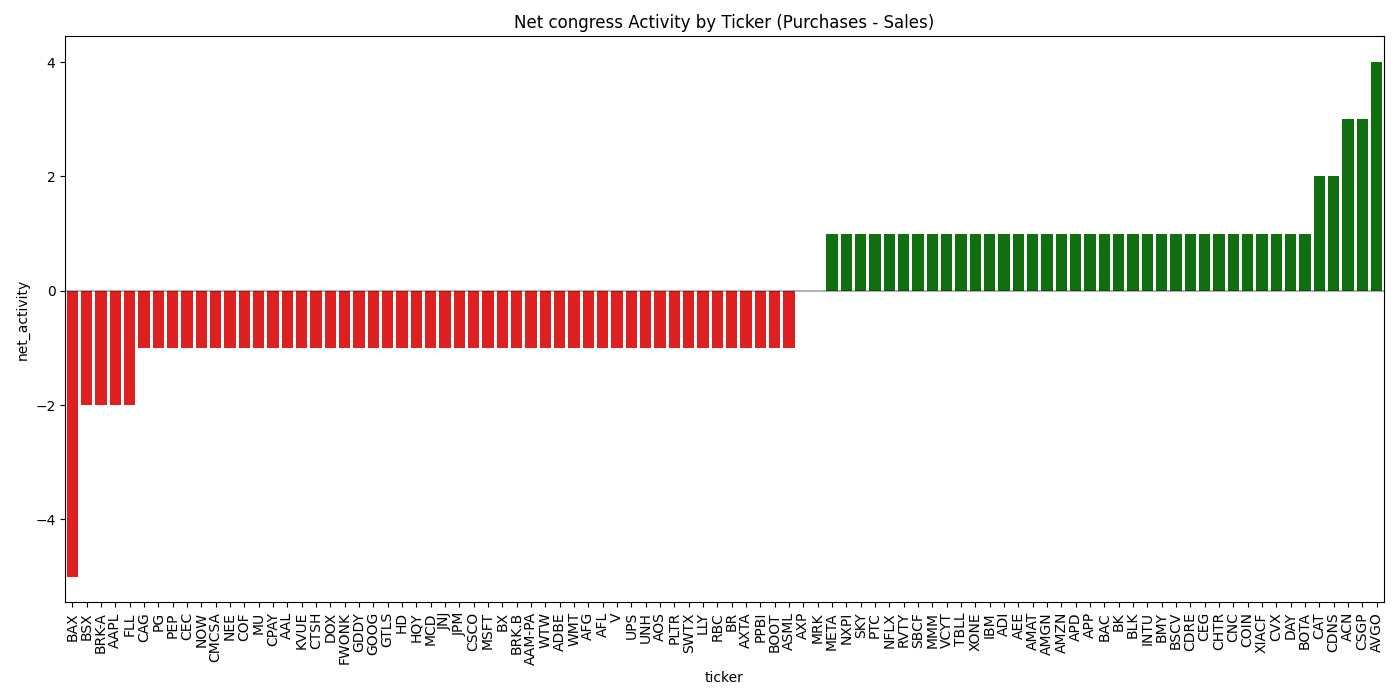 Net congress Activity by Ticker (Purchases - Sales)
4
2
0
−2
−4
net_activity
BAX
BSX
BRK-A
AAPL
FLL
CAG
PG
PEP
CEC
NOW
CMCSA
NEE
COF
MU
CPAY
AAL
KVUE
CTSH
DOX
FWONK
GDDY
GOOG
GTLS
HD
HQY
MCD
JNJ
JPM
CSCO
MSFT
BX
BRK.B
AAM-PA
WTW
ADBE
WMT
AFG
AFL
V
UPS
UNH
AOS
PLTR
SWTX
LLY
RBC
BR
AXTA
PPBI
BOOT
ASML
AXP
MRK
META
NXPI
SKY
PTC
NFLX
RVTY
SBCF
MMM
VCYT
TBLL
XONE
IBM
ADI
AEE
AMAT
AMGN
AMZN
APD
APP
BAC
BK
BLK
INTU
BMY
BSCV
CDRE
CEG
CHTR
CNC
COIN
XIACF
CVX
DAY
BOTA
CAT
CDNS
ACN
CSGP
AVGO
ticker